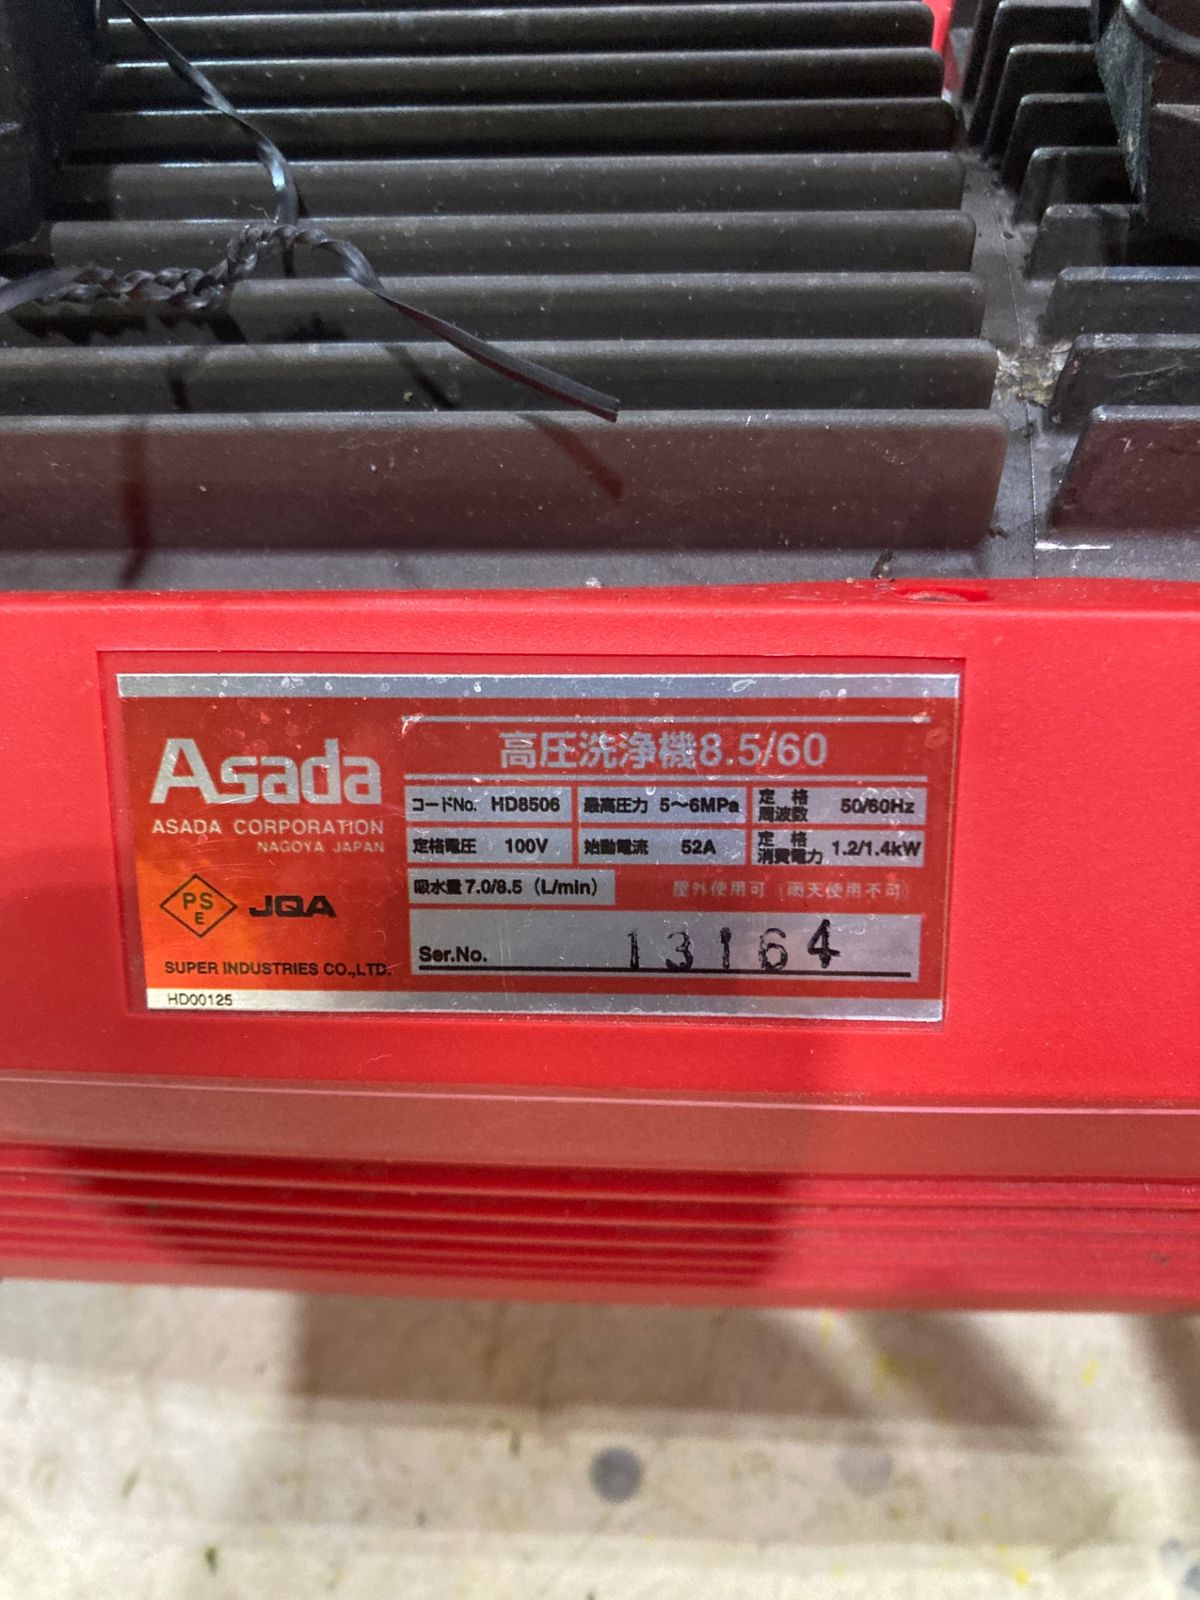 高圧洗浄機8.5/60
Asada
ASADA CORPORATION
NAGOYA JAPAN
コードNo. HD8506
最高圧力 5～6MPa
定格周波数 50/60Hz
定格電圧 100V
始動電流 52A
定格消費電力 1.2/1.4kW
吸水量 7.0/8.5 (L/min)
屋外使用可 (雨天使用不可)
PS
E
JQA
Ser.No. 13164
SUPER INDUSTRIES CO.,LTD.
HD00125